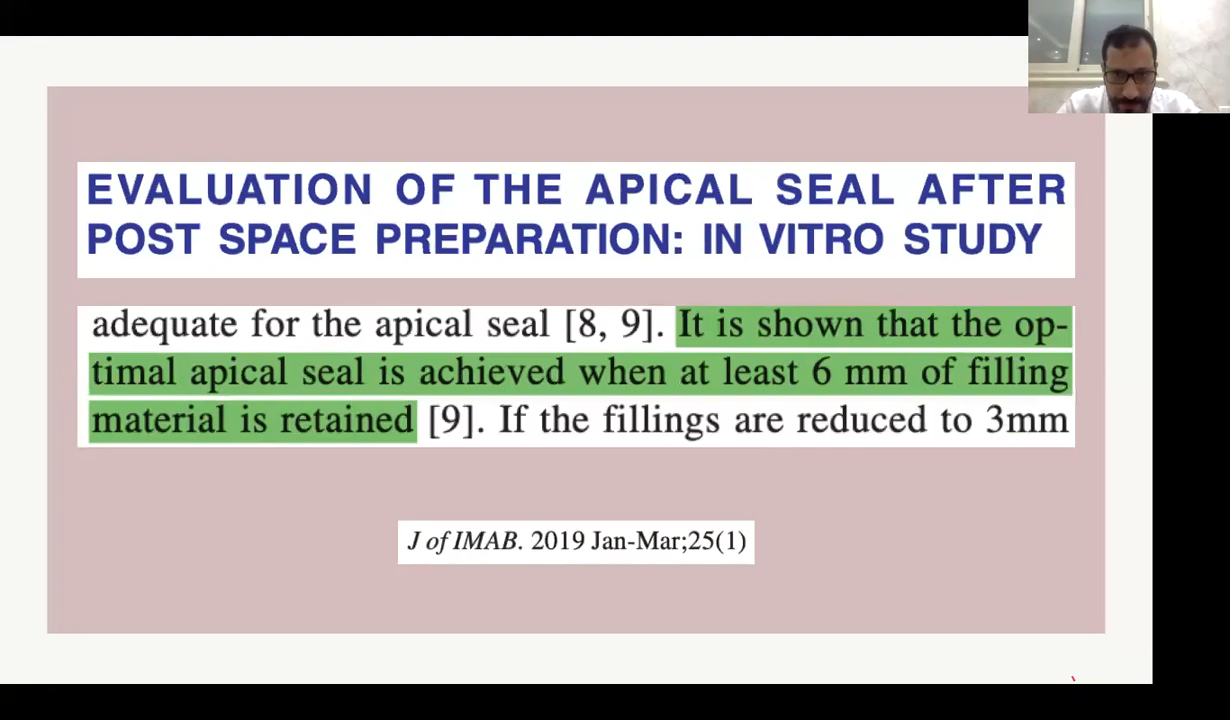 EVALUATION OF THE APICAL SEAL AFTER
POST SPACE PREPARATION: IN VITRO STUDY
adequate for the apical seal [8, 9]. It is shown that the op-
timal apical seal is achieved when at least 6 mm of filling
material is retained [9]. If the fillings are reduced to 3mm
J of IMAB. 2019 Jan-Mar;25(1)